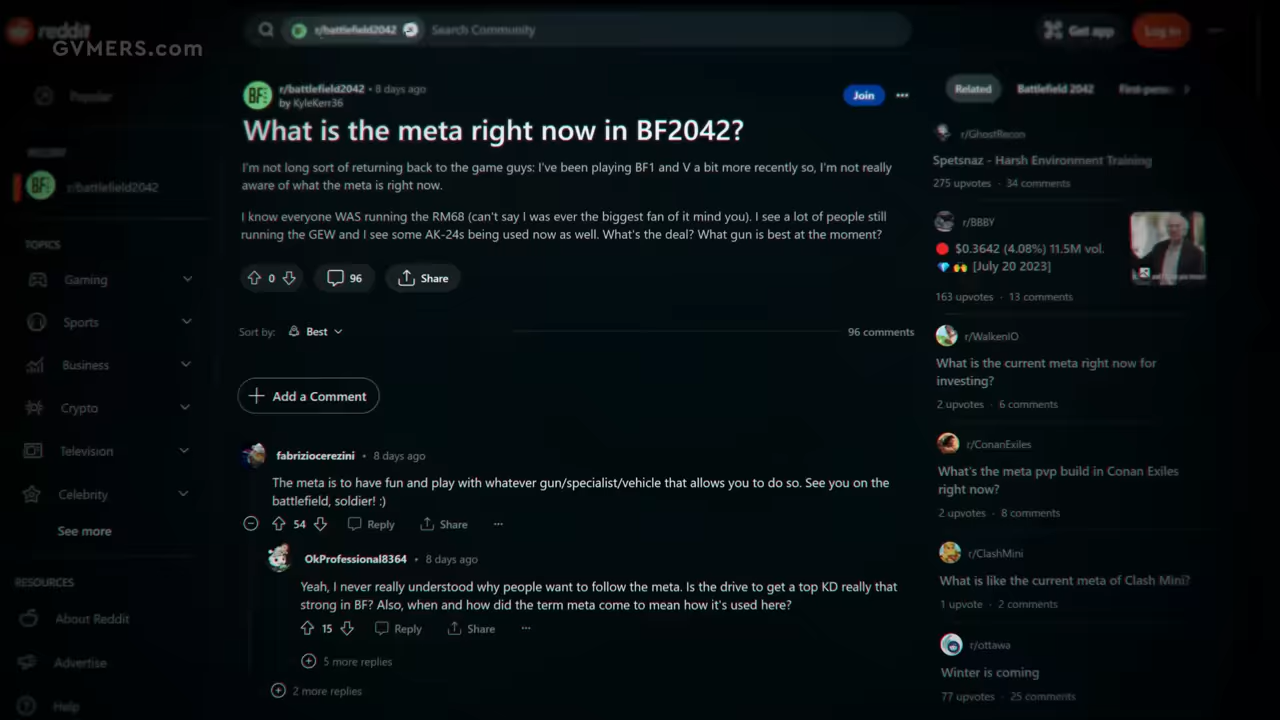 reddit
GVMERS.com
r/battlefield2042
Search Community
Get app
Log In
Popular
r/battlefield2042
TOPICS
Gaming
Sports
Business
Crypto
Television
Celebrity
See more
RESOURCES
About Reddit
Advertise
Help
r/battlefield2042 • 8 days ago
by KyleKerr36
Join
What is the meta right now in BF2042?
I'm not long sort of returning back to the game guys: I've been playing BF1 and V a bit more recently so, I'm not really
aware of what the meta is right now.
I know everyone WAS running the RM68 (can't say I was ever the biggest fan of it mind you). I see a lot of people still
running the GEW and I see some AK-24s being used now as well. What's the deal? What gun is best at the moment?
0
96
Share
Sort by: Best
96 comments
Add a Comment
fabriziocerezini • 8 days ago
The meta is to have fun and play with whatever gun/specialist/vehicle that allows you to do so. See you on the
battlefield, soldier! :)
54 Reply Share
OkProfessional8364 • 8 days ago
Yeah, I never really understood why people want to follow the meta. Is the drive to get a top KD really that
strong in BF? Also, when and how did the term meta come to mean how it's used here?
15 Reply Share
5 more replies
2 more replies
Related
Battlefield 2042
r/GhostRecon
Spetsnaz - Harsh Environment Training
275 upvotes · 34 comments
r/BBBY
🔴 $0.3642 (4.08%) 11.5M vol.
💎 🙌 [July 20 2023]
163 upvotes · 13 comments
r/WalkenIO
What is the current meta right now for
investing?
2 upvotes · 6 comments
r/ConanExiles
What's the meta pvp build in Conan Exiles
right now?
2 upvotes · 8 comments
r/ClashMini
What is like the current meta of Clash Mini?
1 upvote · 2 comments
r/ottawa
Winter is coming
77 upvotes · 25 comments